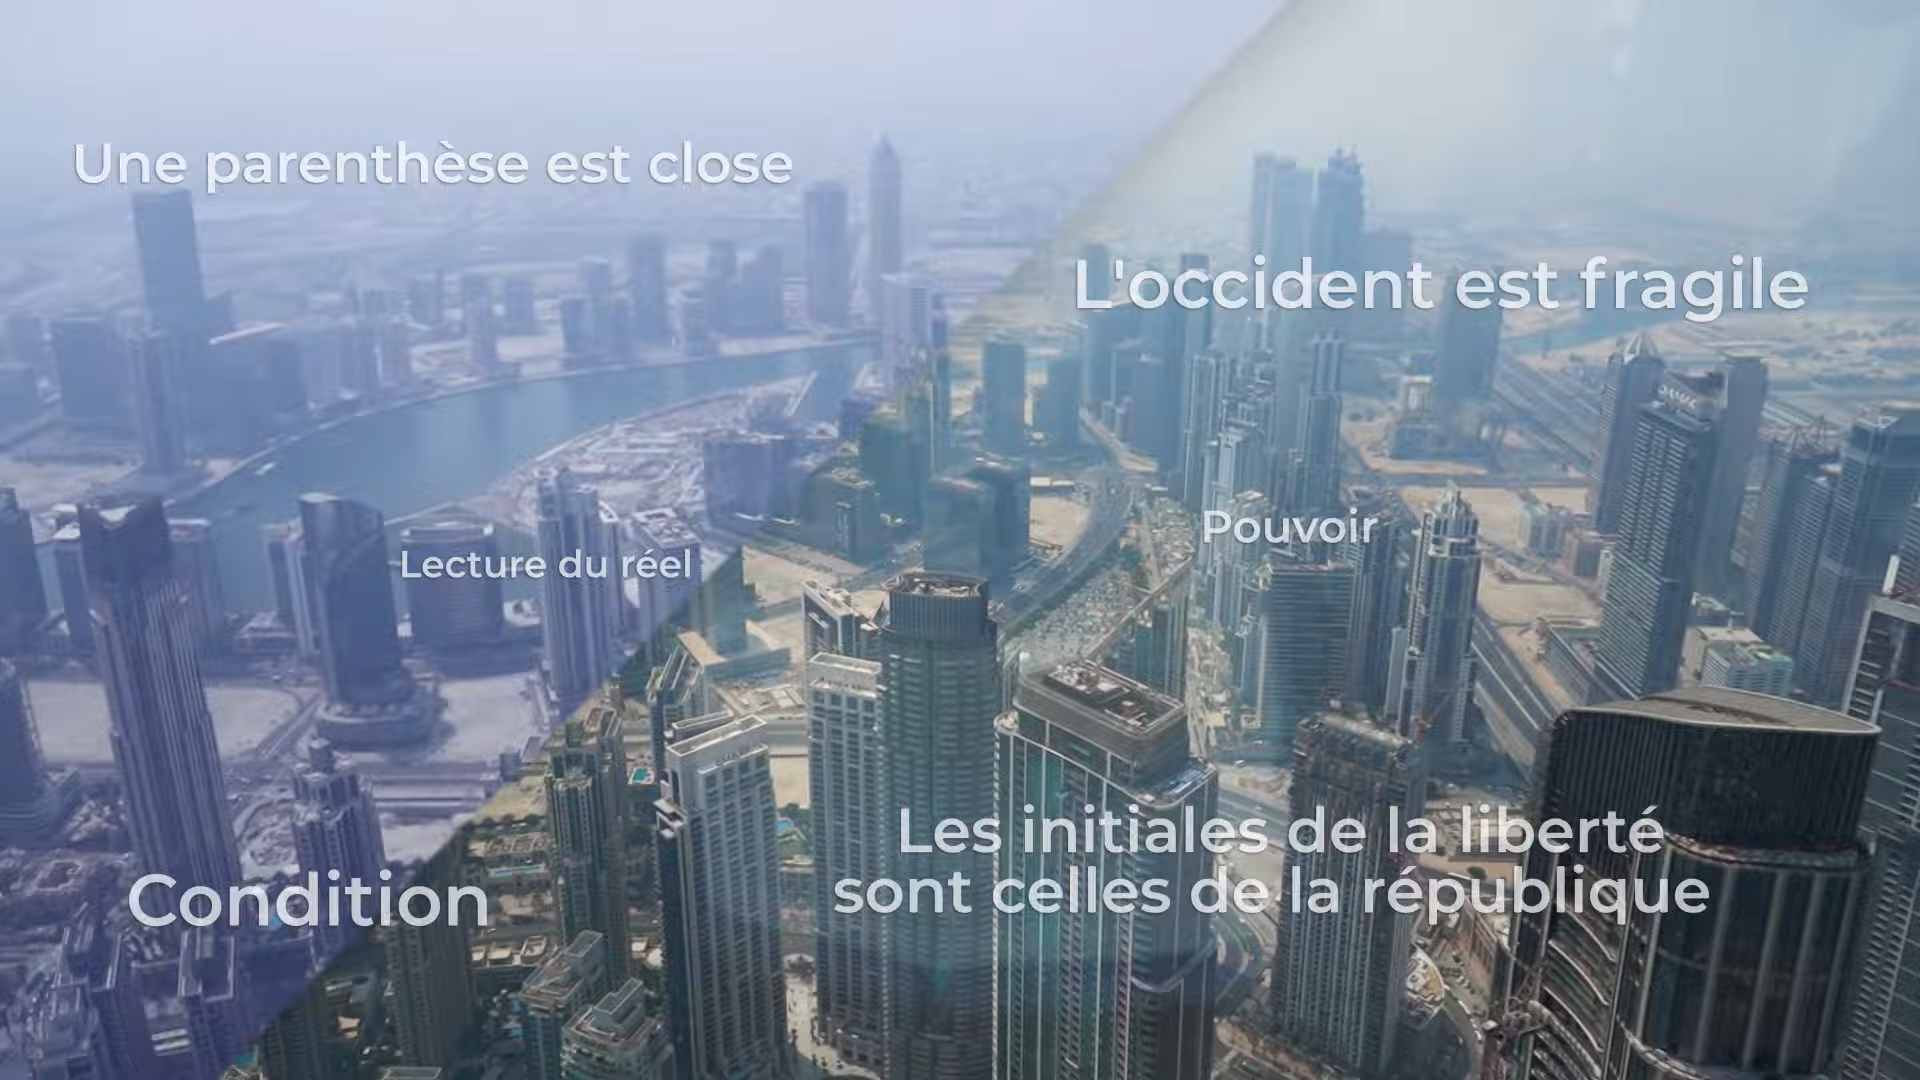 Une parenthèse est close
L'occident est fragile
Lecture du réel
Pouvoir
Condition
Les initiales de la liberté
sont celles de la république